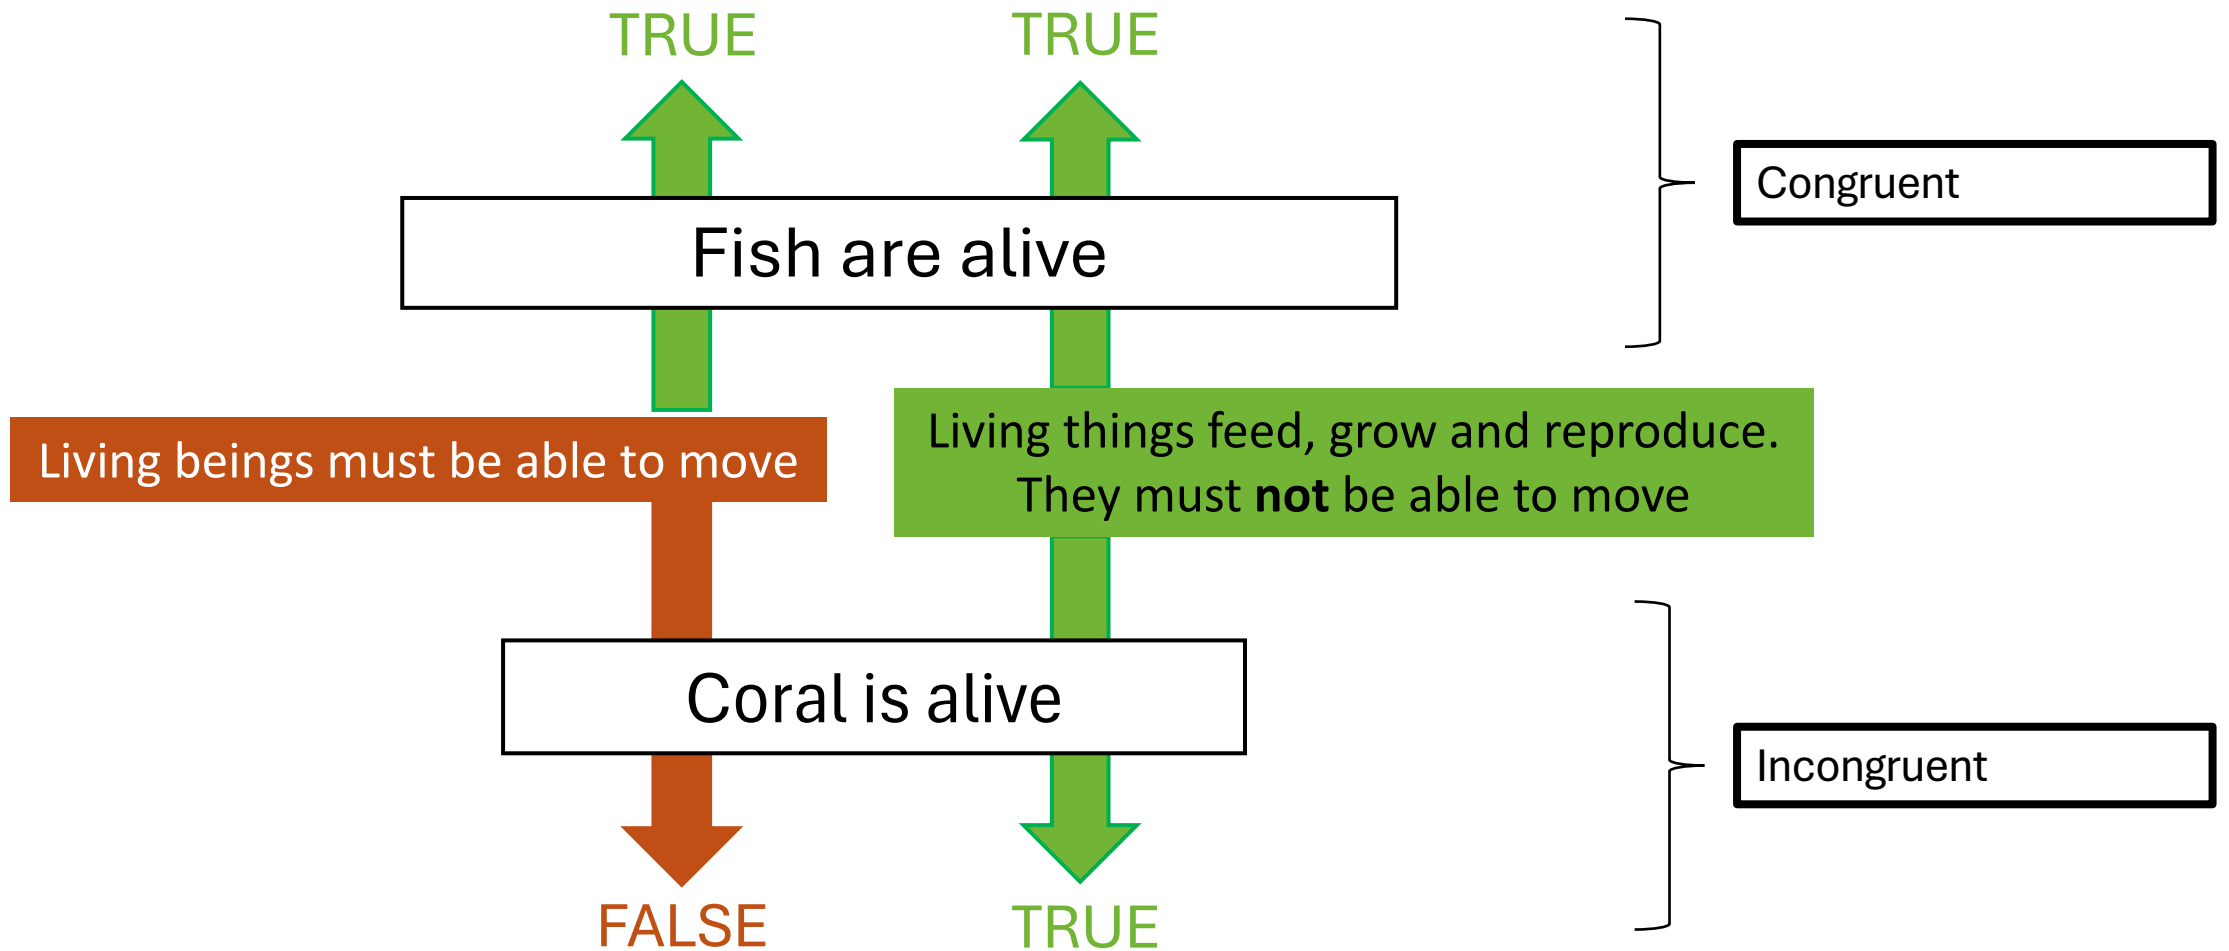 TRUE
TRUE
Congruent
Fish are alive
Living beings must be able to move
Living things feed, grow and reproduce.
They must not be able to move
Coral is alive
Incongruent
FALSE
TRUE